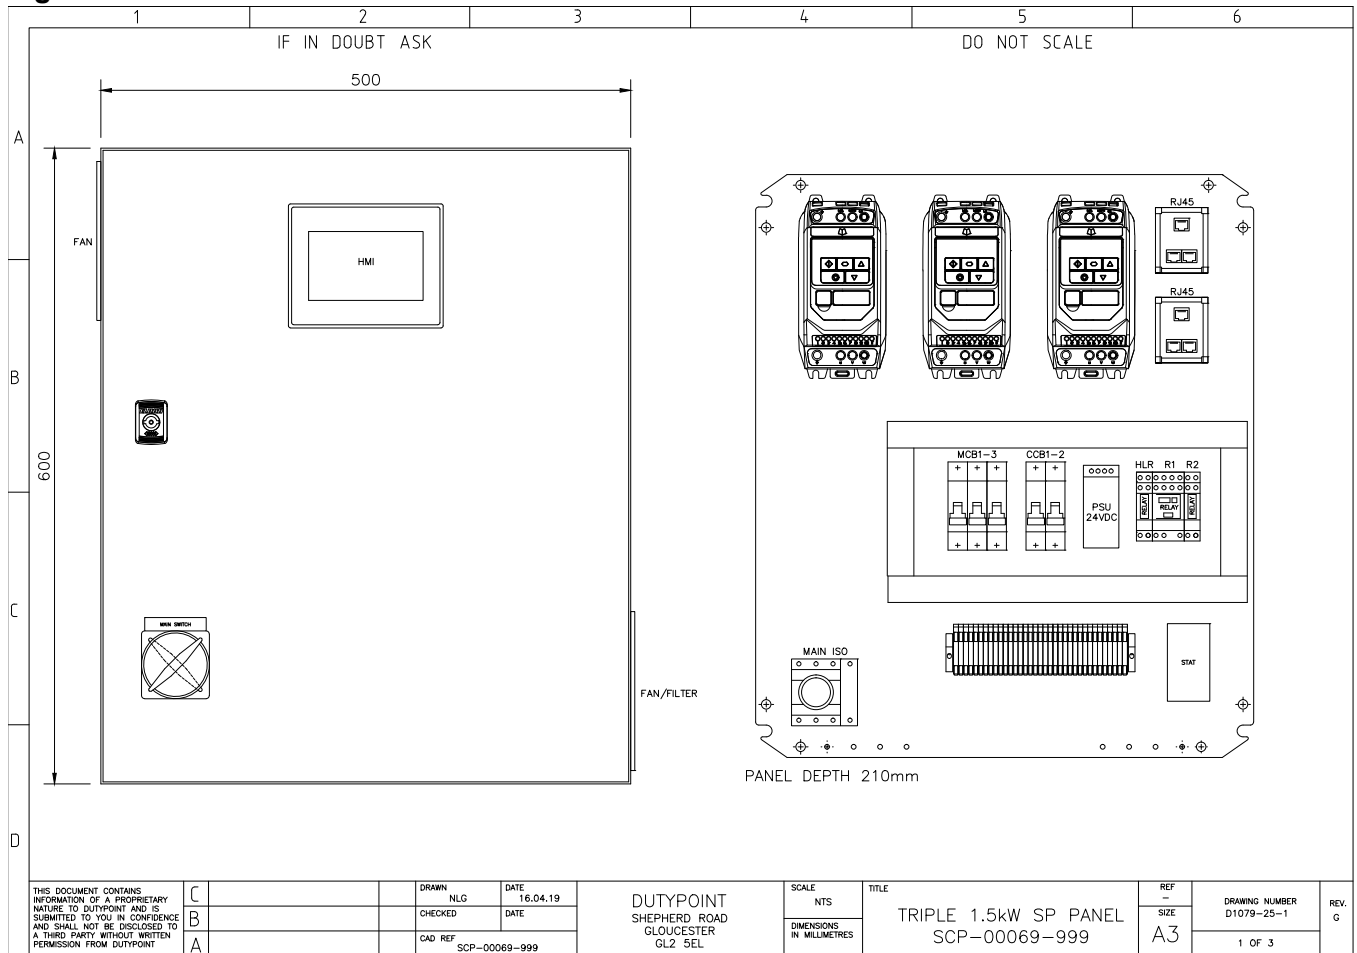 1 2 3 4 5 6
IF IN DOUBT ASK
DO NOT SCALE
500
A
FAN
HMI
RJ45
RJ45
B
600
MCB1-3
CCB1-2
HLR R1 R2
PSU
24VDC
RELAY
RELAY
RELAY
C
MAIN SWITCH
MAIN ISO
STAT
FAN/FILTER
PANEL DEPTH 210mm
D
THIS DOCUMENT CONTAINS
INFORMATION OF A PROPRIETARY
NATURE TO DUTYPOINT AND IS
SUBMITTED TO YOU IN CONFIDENCE
AND SHALL NOT BE DISCLOSED TO
A THIRD PARTY WITHOUT WRITTEN
PERMISSION FROM DUTYPOINT
C
B
A
DRAWN
NLG
DATE
16.04.19
CHECKED
DATE
CAD REF
SCP-00069-999
DUTYPOINT
SHEPHERD ROAD
GLOUCESTER
GL2 5EL
SCALE
NTS
DIMENSIONS
IN MILLIMETRES
TITLE
TRIPLE 1.5kW SP PANEL
SCP-00069-999
REF
-
SIZE
A3
DRAWING NUMBER
D1079-25-1
1 OF 3
REV.
G